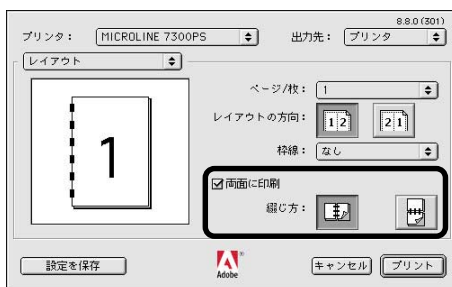 8.8.0 (301)
プリンタ： MICROLINE 7300PS 出力先： プリンタ
レイアウト
ページ/枚： 1
レイアウトの方向： 1 2 2 1
枠線： なし
1
両面に印刷
綴じ方：
設定を保存 Adobe キャンセル プリント